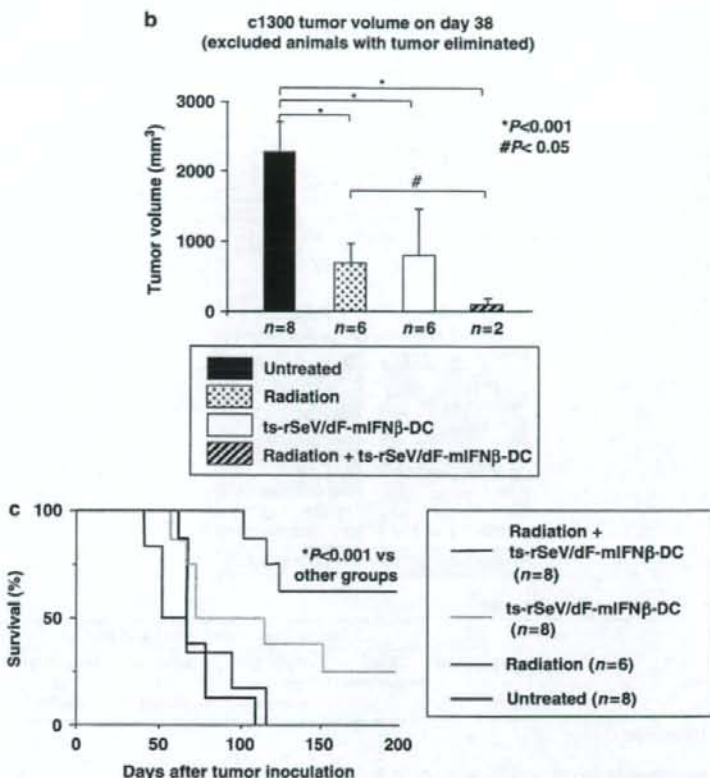 b
c1300 tumor volume on day 38
(excluded animals with tumor eliminated)
*
*
*
*P<0.001
#P< 0.05
#
Tumor volume (mm³)
3000
2000
1000
0
n=8 n=6 n=6 n=2
Untreated
Radiation
ts-rSeV/dF-mIFNβ-DC
Radiation + ts-rSeV/dF-mIFNβ-DC
c
Survival (%)
100
50
0
*P<0.001 vs
other groups
0 50 100 150 200
Days after tumor inoculation
Radiation +
ts-rSeV/dF-mIFNβ-DC
(n=8)
ts-rSeV/dF-mIFNβ-DC
(n=8)
Radiation (n=6)
Untreated (n=8)